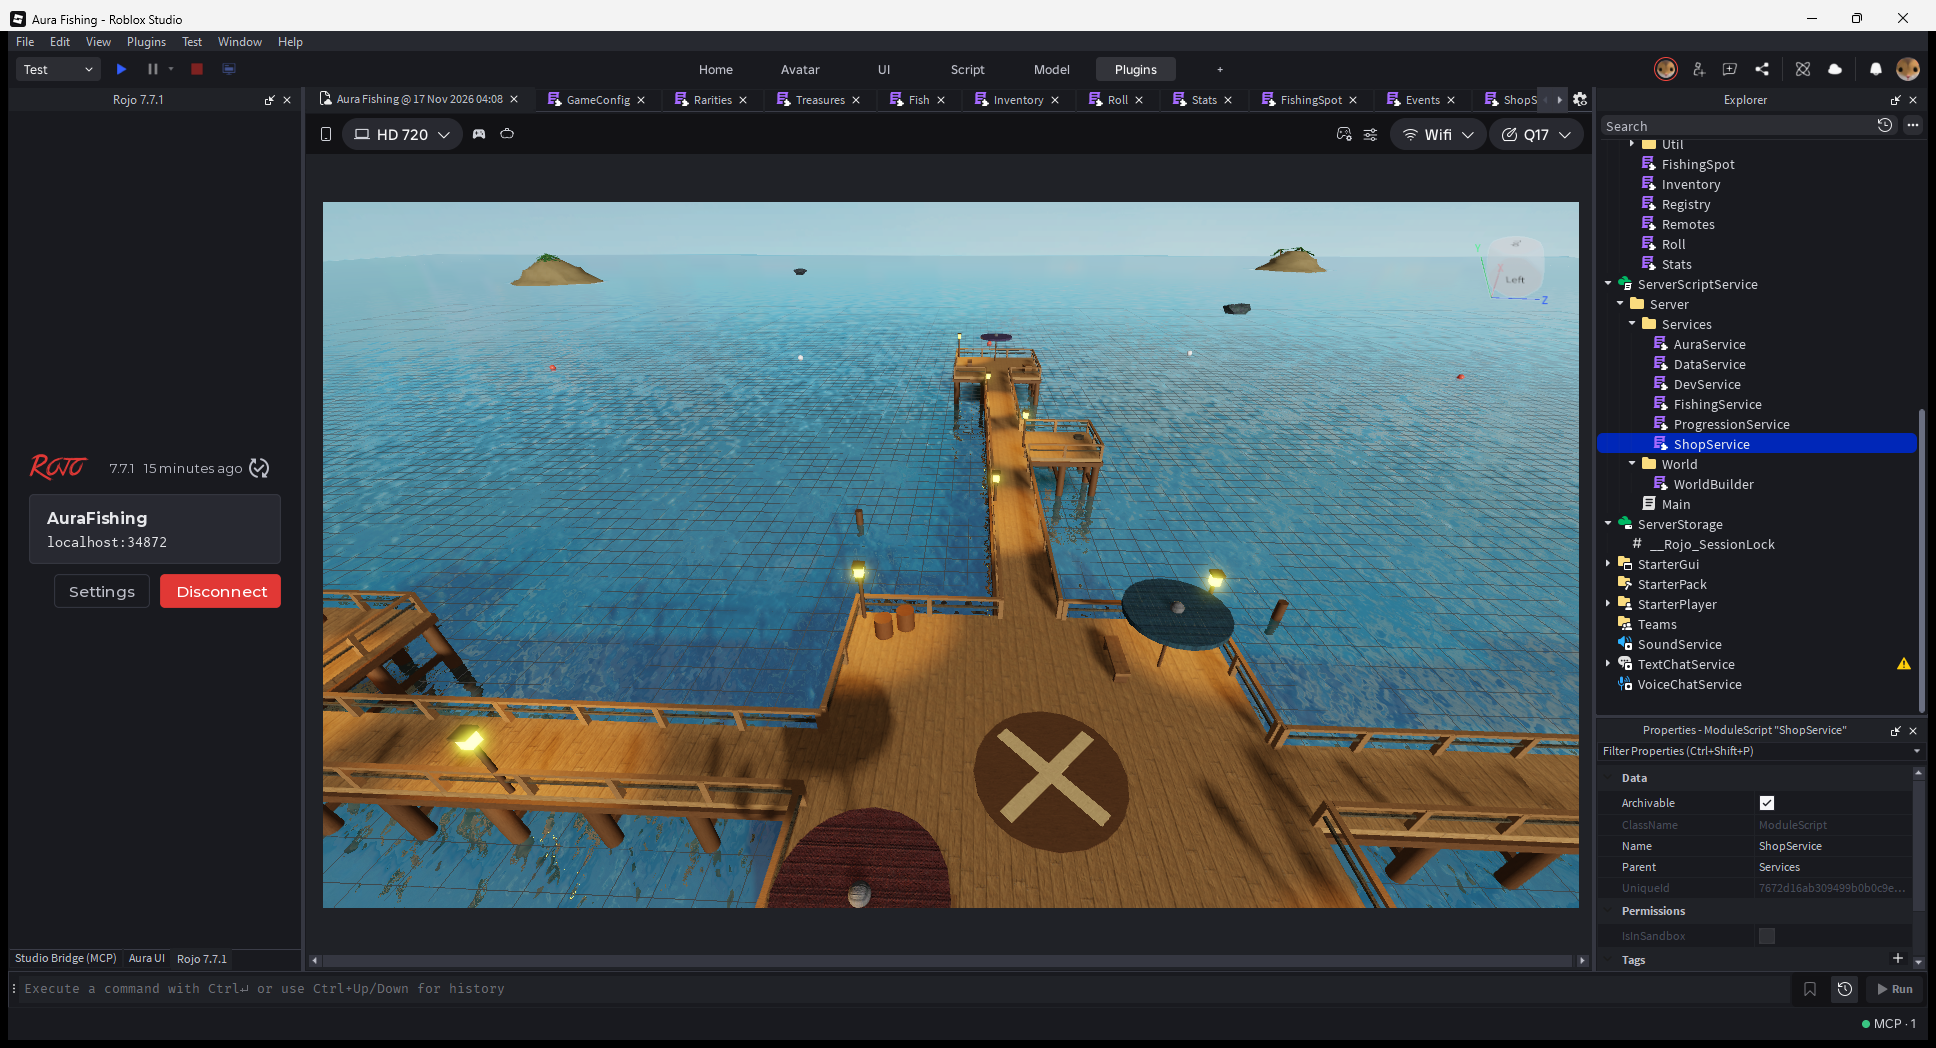 Aura Fishing - Roblox Studio
File Edit View Plugins Test Window Help
Test Home Avatar UI Script Model Plugins +
Rojo 7.7.1
Aura Fishing @ 17 Nov 2026 04:08 GameConfig Rarities Treasures Fish Inventory Roll Stats FishingSpot Events ShopS
HD 720 Wifi Q17
Left
Y
X
Z
ROJO 7.7.1 15 minutes ago
AuraFishing
localhost:34872
Settings Disconnect
Studio Bridge (MCP) Aura UI Rojo 7.7.1
Explorer
Search
Util
FishingSpot
Inventory
Registry
Remotes
Roll
Stats
ServerScriptService
Server
Services
AuraService
DataService
DevService
FishingService
ProgressionService
ShopService
World
WorldBuilder
Main
ServerStorage
# __Rojo_SessionLock
StarterGui
StarterPack
StarterPlayer
Teams
SoundService
TextChatService
VoiceChatService
Properties - ModuleScript "ShopService"
Filter Properties (Ctrl+Shift+P)
Data
Archivable
ClassName ModuleScript
Name ShopService
Parent Services
UniqueId 7672d16ab309499b0b0c9e...
Permissions
IsInSandbox
Tags +
Execute a command with Ctrl↵ or use Ctrl+Up/Down for history
Run
MCP · 1